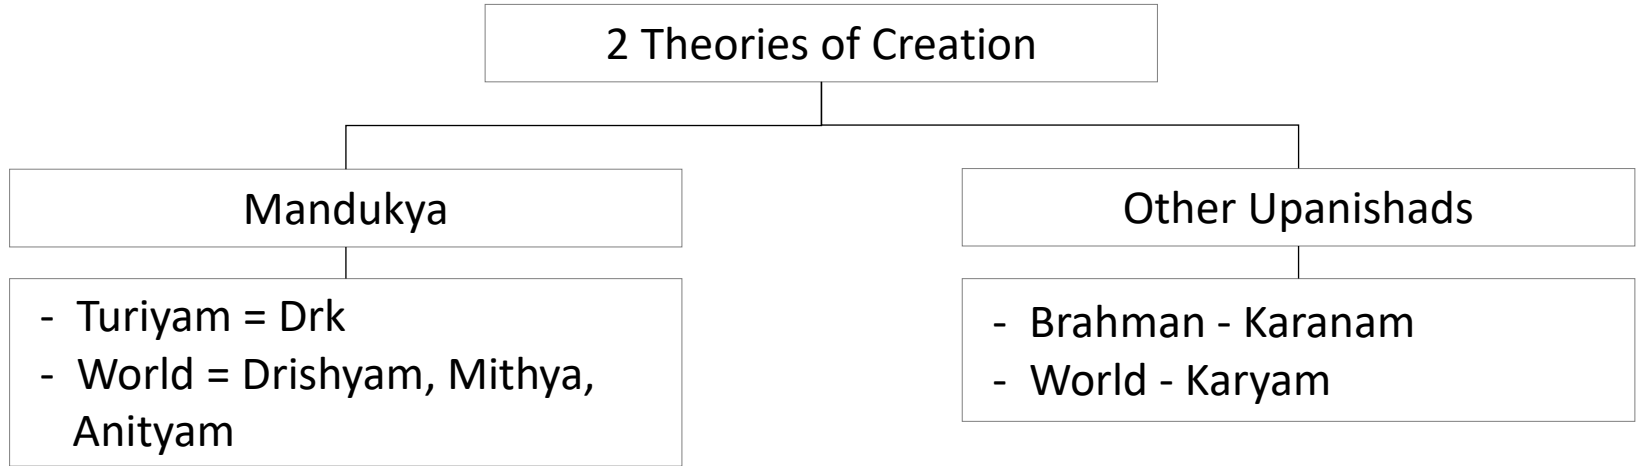 2 Theories of Creation
Mandukya
Other Upanishads
- Turiyam = Drk
- World = Drishyam, Mithya,
Anityam
- Brahman - Karanam
- World - Karyam